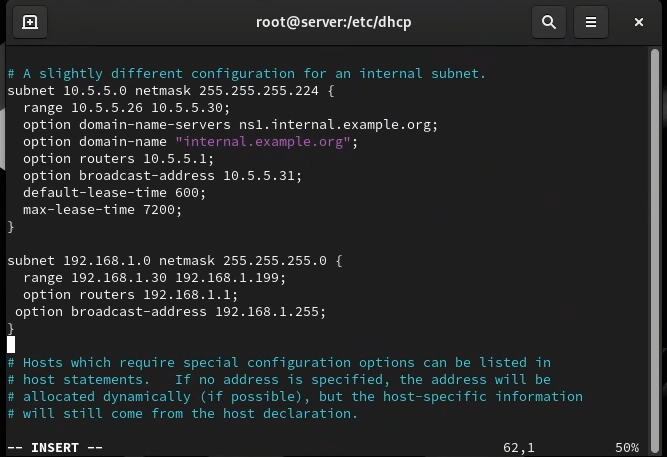 root@server:/etc/dhcp
# A slightly different configuration for an internal subnet.
subnet 10.5.5.0 netmask 255.255.255.224 {
  range 10.5.5.26 10.5.5.30;
  option domain-name-servers ns1.internal.example.org;
  option domain-name "internal.example.org";
  option routers 10.5.5.1;
  option broadcast-address 10.5.5.31;
  default-lease-time 600;
  max-lease-time 7200;
}
subnet 192.168.1.0 netmask 255.255.255.0 {
  range 192.168.1.30 192.168.1.199;
  option routers 192.168.1.1;
 option broadcast-address 192.168.1.255;
}
# Hosts which require special configuration options can be listed in
# host statements.   If no address is specified, the address will be
# allocated dynamically (if possible), but the host-specific information
# will still come from the host declaration.
-- INSERT -- 62,1 50%